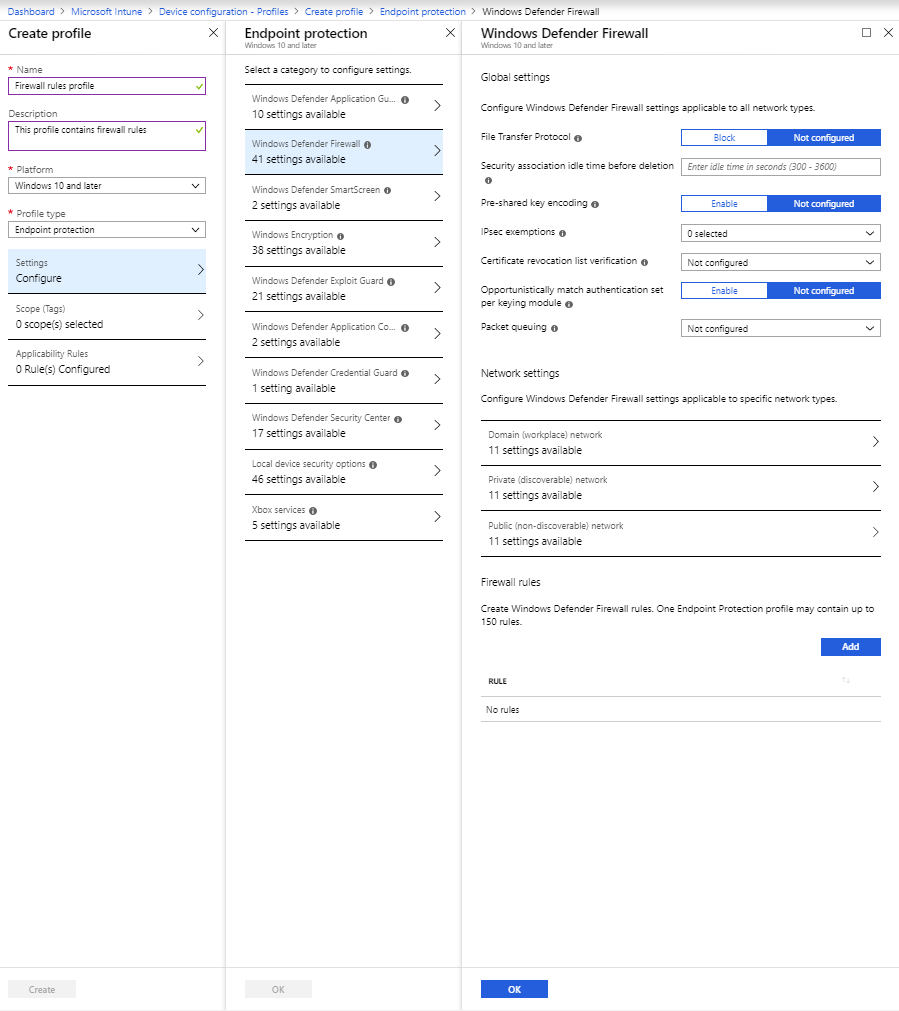 Dashboard > Microsoft Intune > Device configuration - Profiles > Create profile > Endpoint protection > Windows Defender Firewall
Create profile
* Name
Firewall rules profile
Description
This profile contains firewall rules
* Platform
Windows 10 and later
* Profile type
Endpoint protection
Settings
Configure
Scope (Tags)
0 scope(s) selected
Applicability Rules
0 Rule(s) Configured
Create
Endpoint protection
Windows 10 and later
Select a category to configure settings.
Windows Defender Application Gu...
10 settings available
Windows Defender Firewall
41 settings available
Windows Defender SmartScreen
2 settings available
Windows Encryption
38 settings available
Windows Defender Exploit Guard
21 settings available
Windows Defender Application Co...
2 settings available
Windows Defender Credential Guard
1 setting available
Windows Defender Security Center
17 settings available
Local device security options
46 settings available
Xbox services
5 settings available
OK
Windows Defender Firewall
Windows 10 and later
Global settings
Configure Windows Defender Firewall settings applicable to all network types.
File Transfer Protocol
Block Not configured
Security association idle time before deletion
Enter idle time in seconds (300 - 3600)
Pre-shared key encoding
Enable Not configured
IPsec exemptions
0 selected
Certificate revocation list verification
Not configured
Opportunistically match authentication set
per keying module
Enable Not configured
Packet queuing
Not configured
Network settings
Configure Windows Defender Firewall settings applicable to specific network types.
Domain (workplace) network
11 settings available
Private (discoverable) network
11 settings available
Public (non-discoverable) network
11 settings available
Firewall rules
Create Windows Defender Firewall rules. One Endpoint Protection profile may contain up to
150 rules.
Add
RULE
No rules
OK